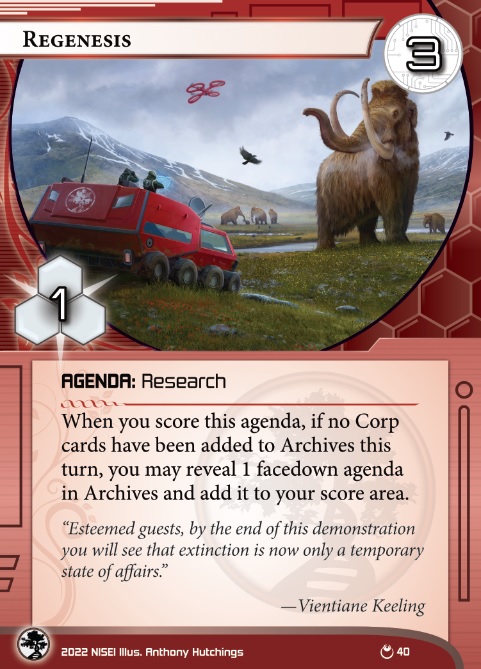 Regenesis
3
1
AGENDA: Research
When you score this agenda, if no Corp
cards have been added to Archives this
turn, you may reveal 1 facedown agenda
in Archives and add it to your score area.
“Esteemed guests, by the end of this demonstration
you will see that extinction is now only a temporary
state of affairs.”
—Vientiane Keeling
2022 NISEI Illus. Anthony Hutchings
40